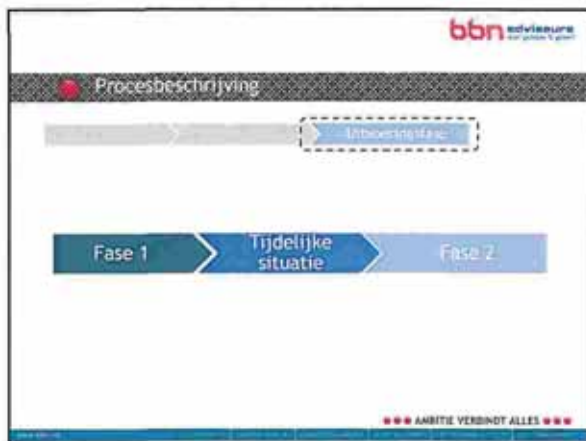 bbn adviseurs
Procesbeschrijving
Uitvoeringsfase
Fase 1
Tijdelijke
situatie
Fase 2
AMBITIE VERBINDT ALLES